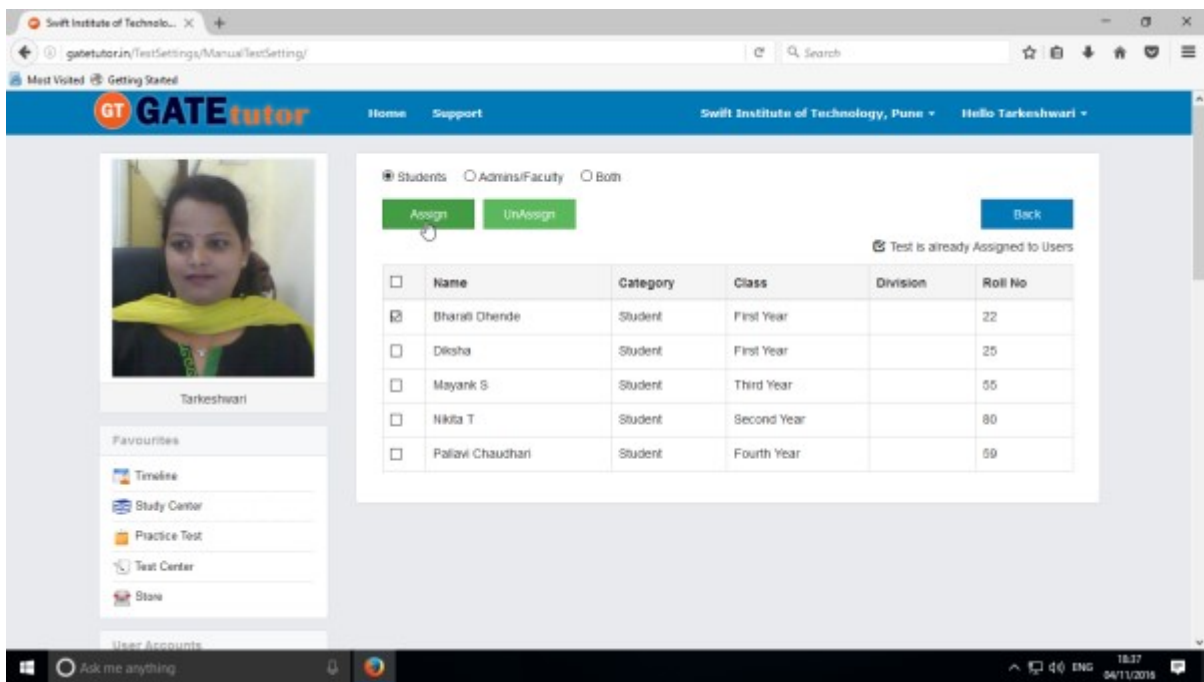 Swift Institute of Technolo...
gatetutor.in/TestSettings/ManualTestSetting/
Search
Most Visited Getting Started
GT GATEtutor Home Support Swift Institute of Technology, Pune Hello Tarkeshwari
Students Admins/Faculty Both
Assign UnAssign Back
Test is already Assigned to Users
Name Category Class Division Roll No
Bharati Dhende Student First Year 22
Diksha Student First Year 25
Mayank S Student Third Year 55
Nikita T Student Second Year 80
Pallavi Chaudhari Student Fourth Year 59
Tarkeshwari
Favourites
Timeline
Study Center
Practice Test
Test Center
Store
User Accounts
Ask me anything
ENG
18:37
04/11/2016